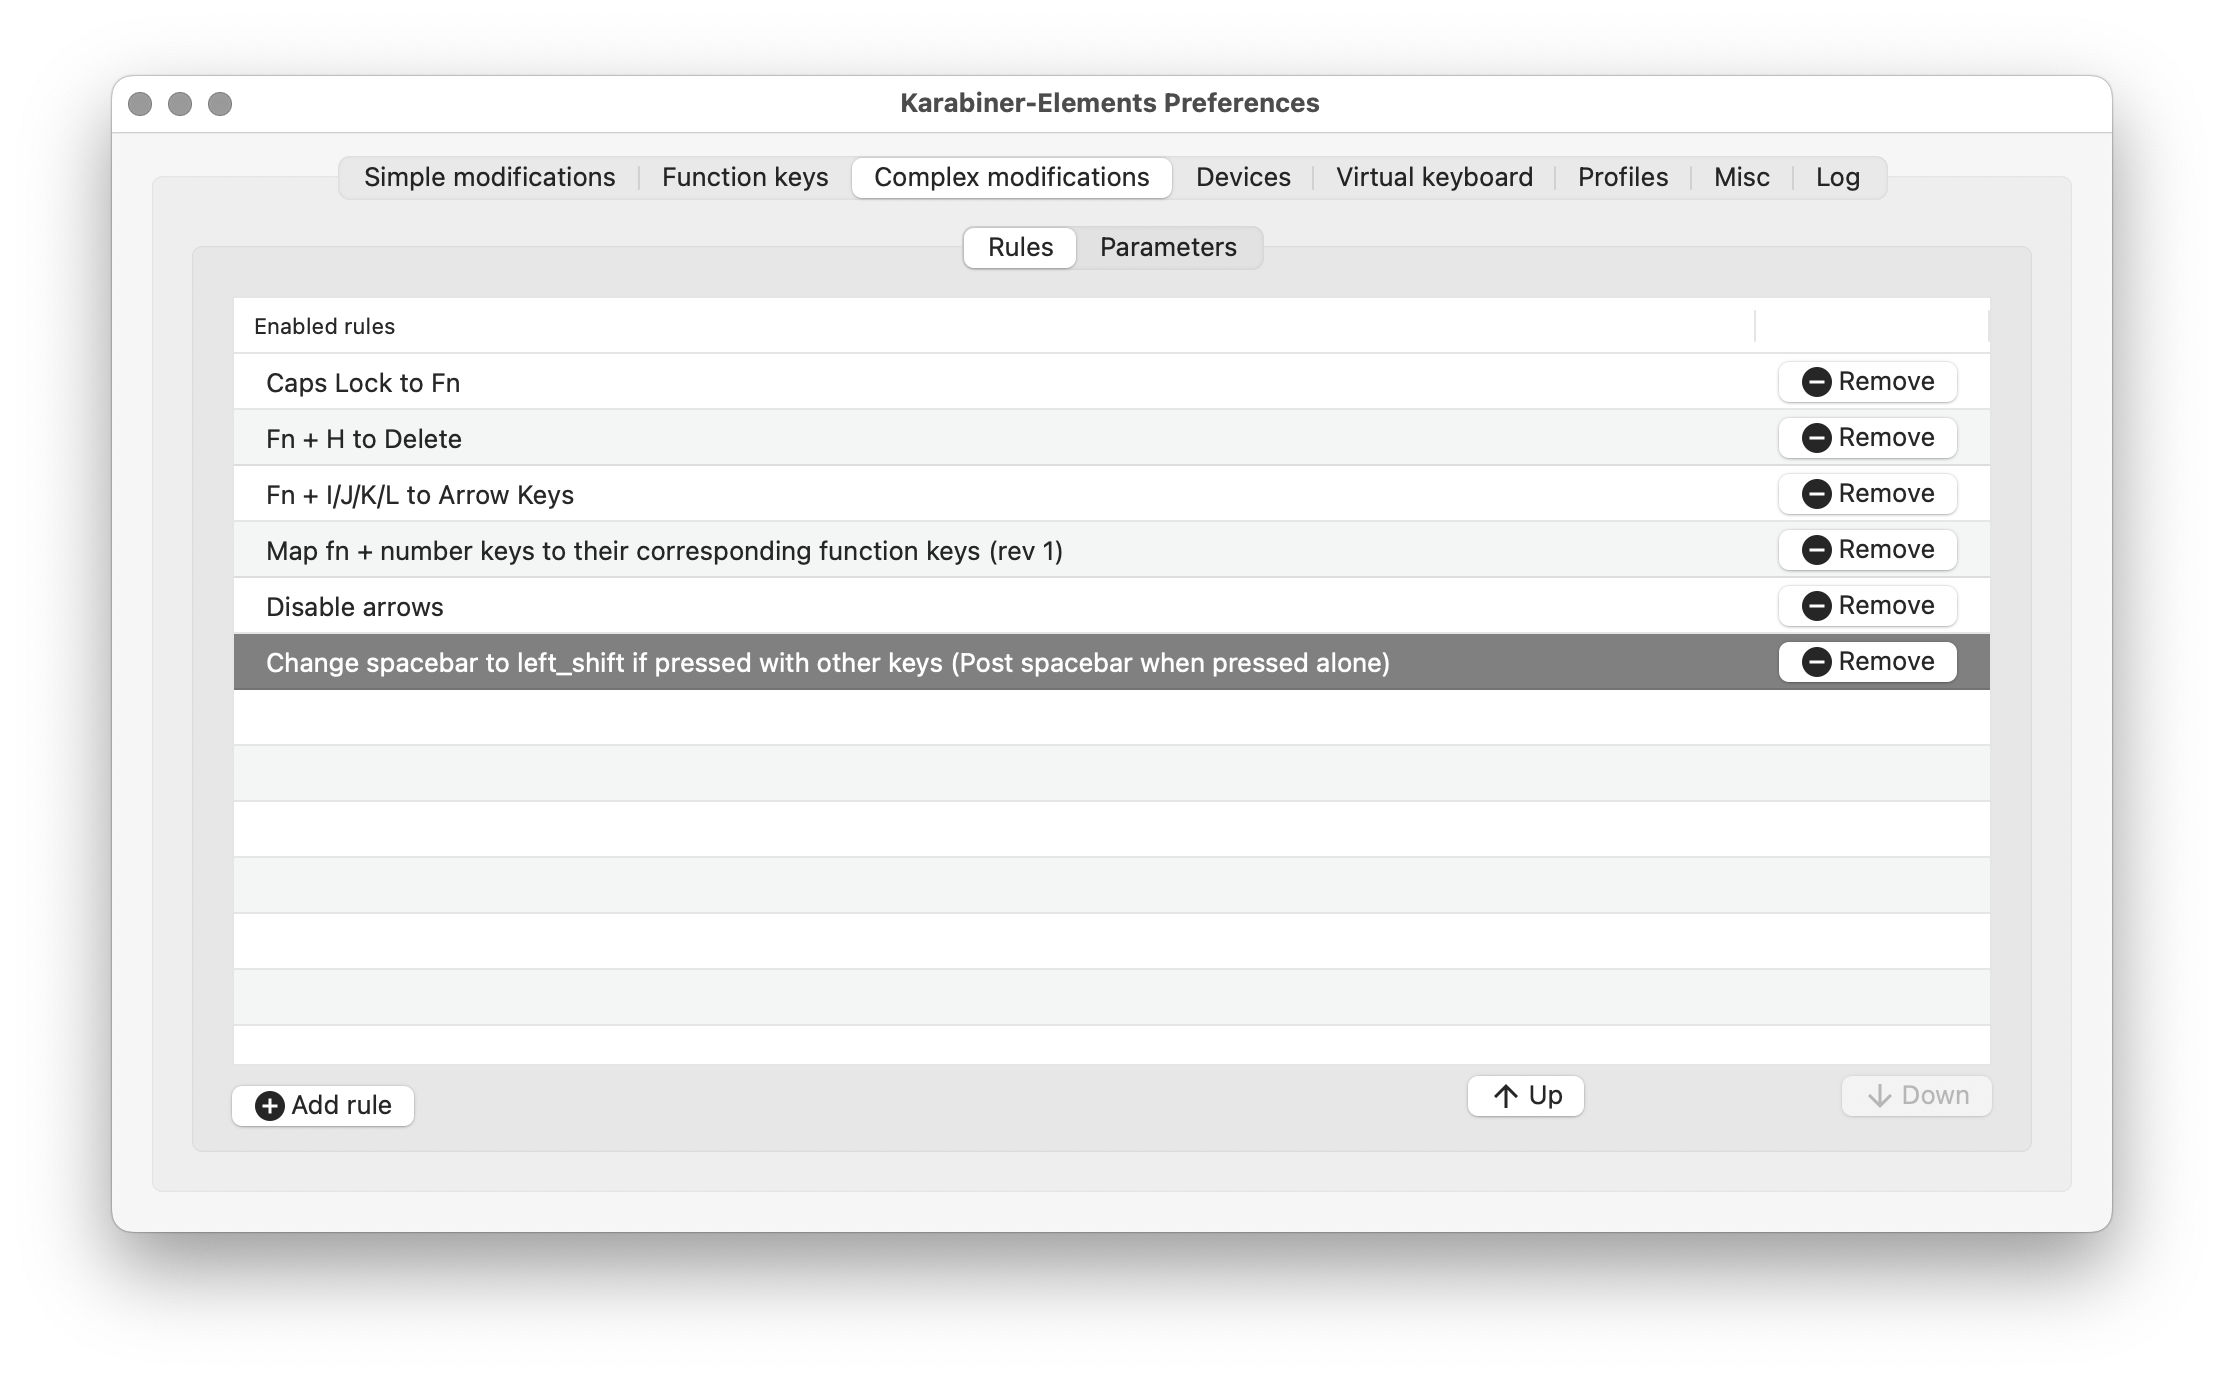 Karabiner-Elements Preferences
Simple modifications Function keys Complex modifications Devices Virtual keyboard Profiles Misc Log
Rules Parameters
Enabled rules
Caps Lock to Fn Remove
Fn + H to Delete Remove
Fn + I/J/K/L to Arrow Keys Remove
Map fn + number keys to their corresponding function keys (rev 1) Remove
Disable arrows Remove
Change spacebar to left_shift if pressed with other keys (Post spacebar when pressed alone) Remove
Add rule Up Down